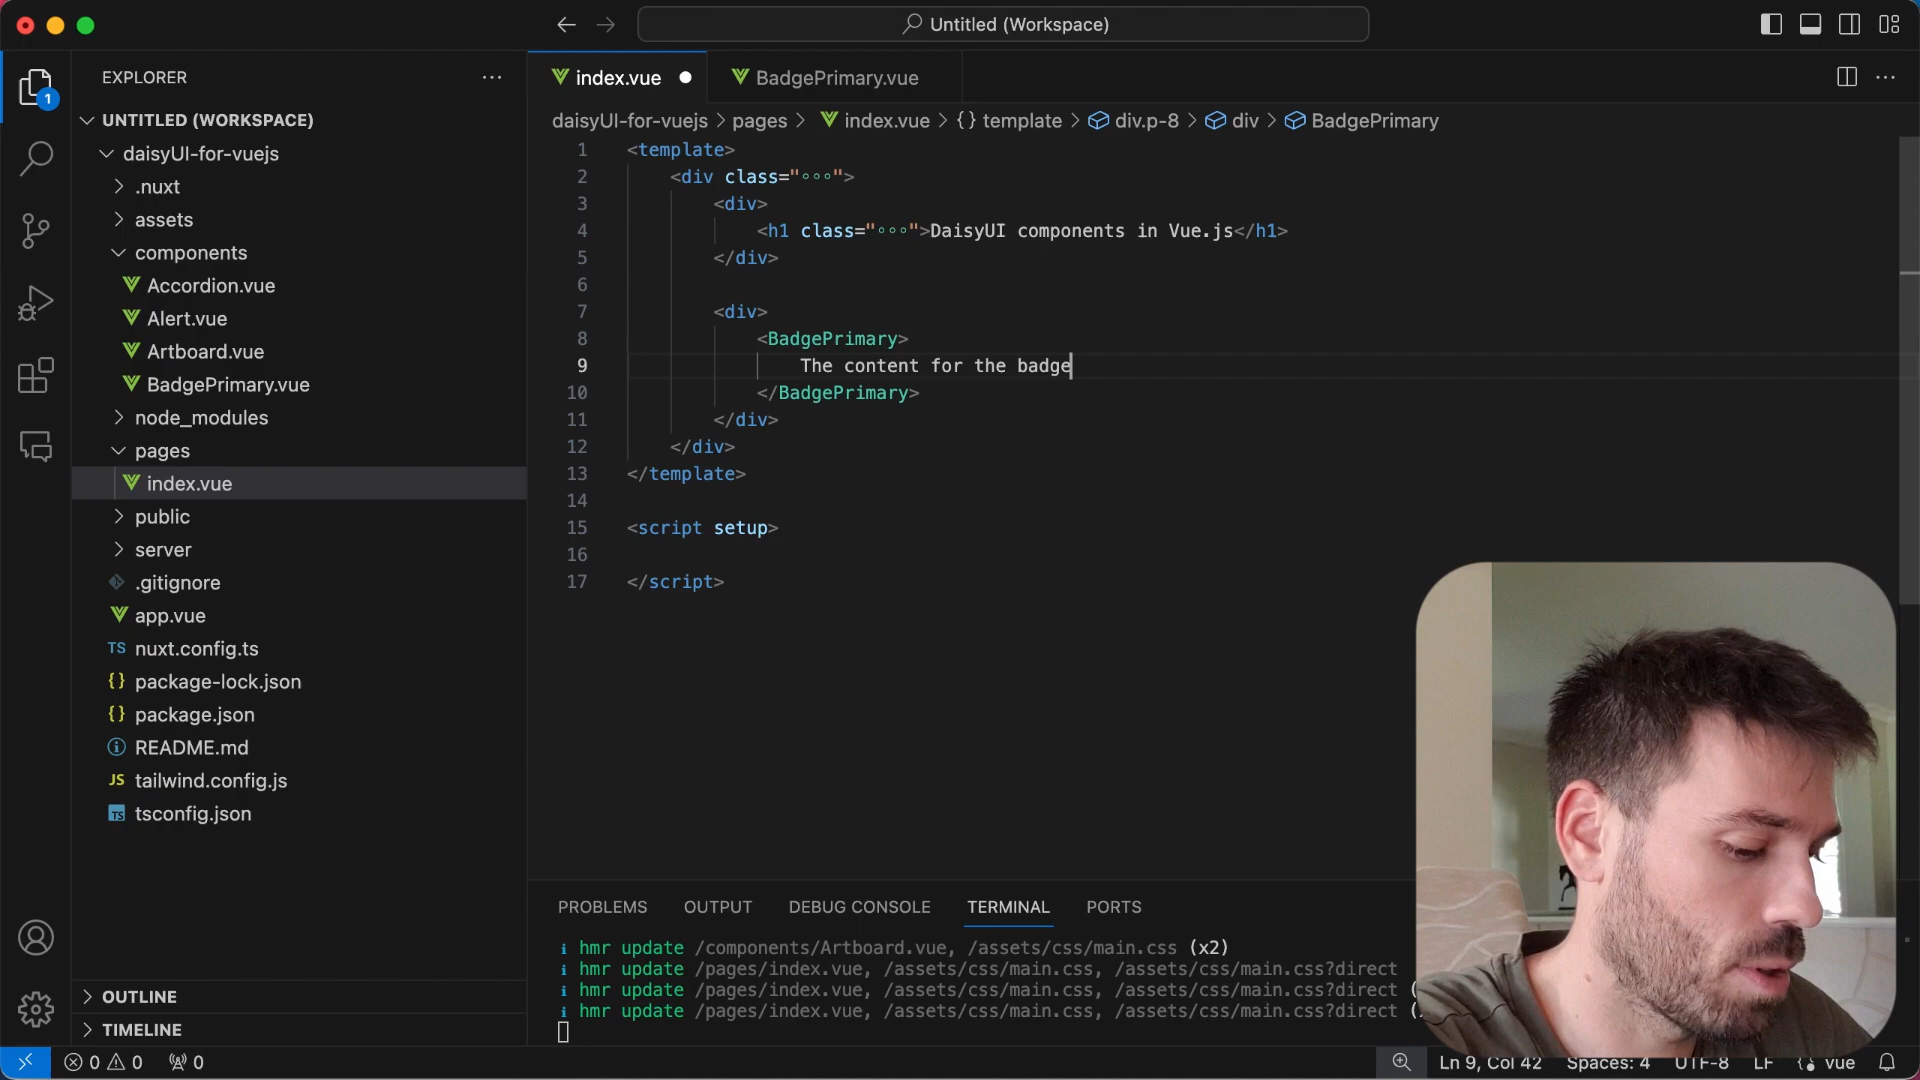 Untitled (Workspace)
EXPLORER
1
UNTITLED (WORKSPACE)
daisyUI-for-vuejs
.nuxt
assets
components
Accordion.vue
Alert.vue
Artboard.vue
BadgePrimary.vue
node_modules
pages
index.vue
public
server
.gitignore
app.vue
TS nuxt.config.ts
{} package-lock.json
{} package.json
README.md
JS tailwind.config.js
TS tsconfig.json
OUTLINE
TIMELINE
index.vue
BadgePrimary.vue
daisyUI-for-vuejs > pages > index.vue > {} template > div.p-8 > div > BadgePrimary
1 <template>
2 <div class="∘∘∘">
3 <div>
4 <h1 class="∘∘∘">DaisyUI components in Vue.js</h1>
5 </div>
6
7 <div>
8 <BadgePrimary>
9 The content for the badge
10 </BadgePrimary>
11 </div>
12 </div>
13 </template>
14
15 <script setup>
16
17 </script>
PROBLEMS OUTPUT DEBUG CONSOLE TERMINAL PORTS
i hmr update /components/Artboard.vue, /assets/css/main.css (x2)
i hmr update /pages/index.vue, /assets/css/main.css, /assets/css/main.css?direct
i hmr update /pages/index.vue, /assets/css/main.css, /assets/css/main.css?direct (
i hmr update /pages/index.vue, /assets/css/main.css, /assets/css/main.css?direct (
0 0 0
Ln 9, Col 42 Spaces: 4 UTF-8 LF vue